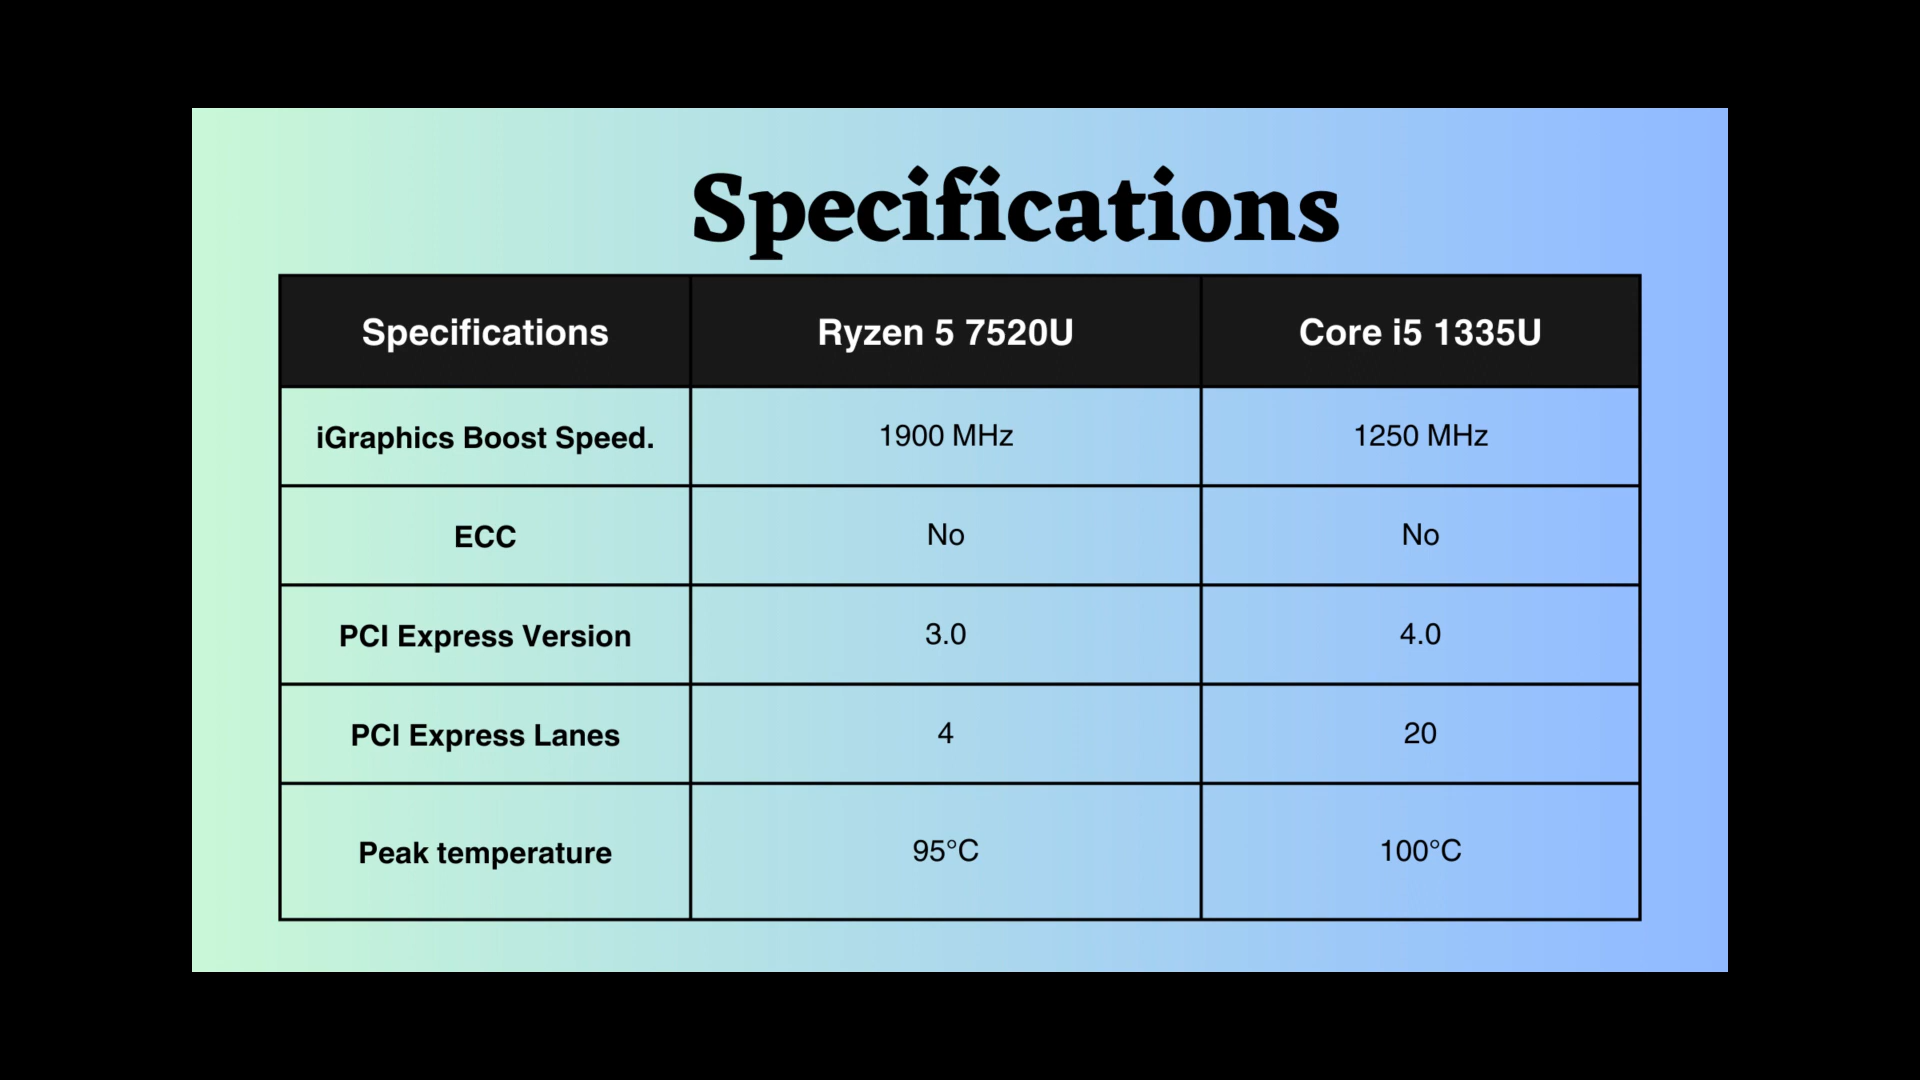 Specifications
Specifications Ryzen 5 7520U Core i5 1335U
iGraphics Boost Speed. 1900 MHz 1250 MHz
ECC No No
PCI Express Version 3.0 4.0
PCI Express Lanes 4 20
Peak temperature 95°C 100°C